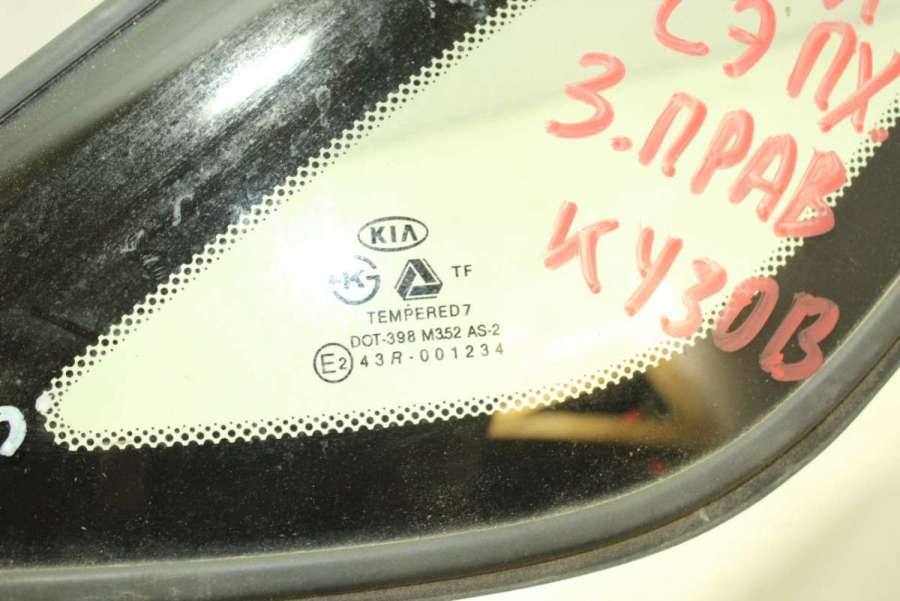 СЭ ПХ.
З.ПРАВ
КУЗОВ
KIA
TF
TEMPERED7
DOT-398 M352 AS-2
E2 43R-001234